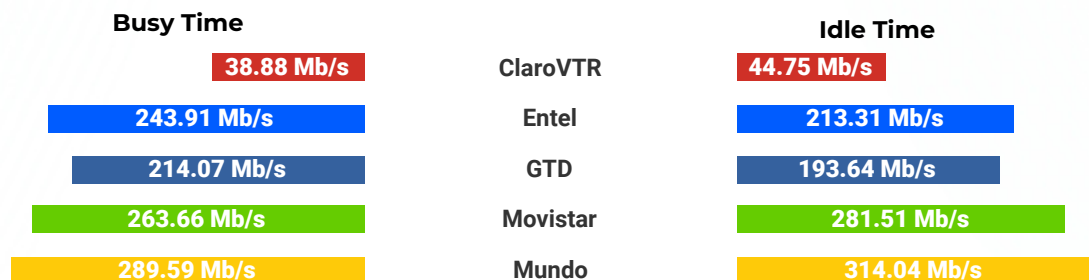 Busy Time
Idle Time
38.88 Mb/s ClaroVTR 44.75 Mb/s
243.91 Mb/s Entel 213.31 Mb/s
214.07 Mb/s GTD 193.64 Mb/s
263.66 Mb/s Movistar 281.51 Mb/s
289.59 Mb/s Mundo 314.04 Mb/s